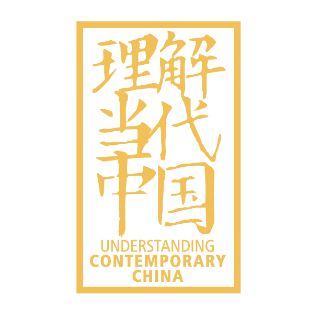 理解
当代
中国
UNDERSTANDING
CONTEMPORARY
CHINA